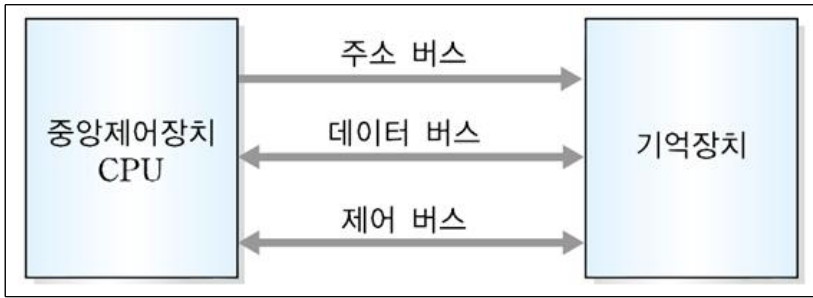 주소 버스
중앙제어장치
CPU
데이터 버스
기억장치
제어 버스